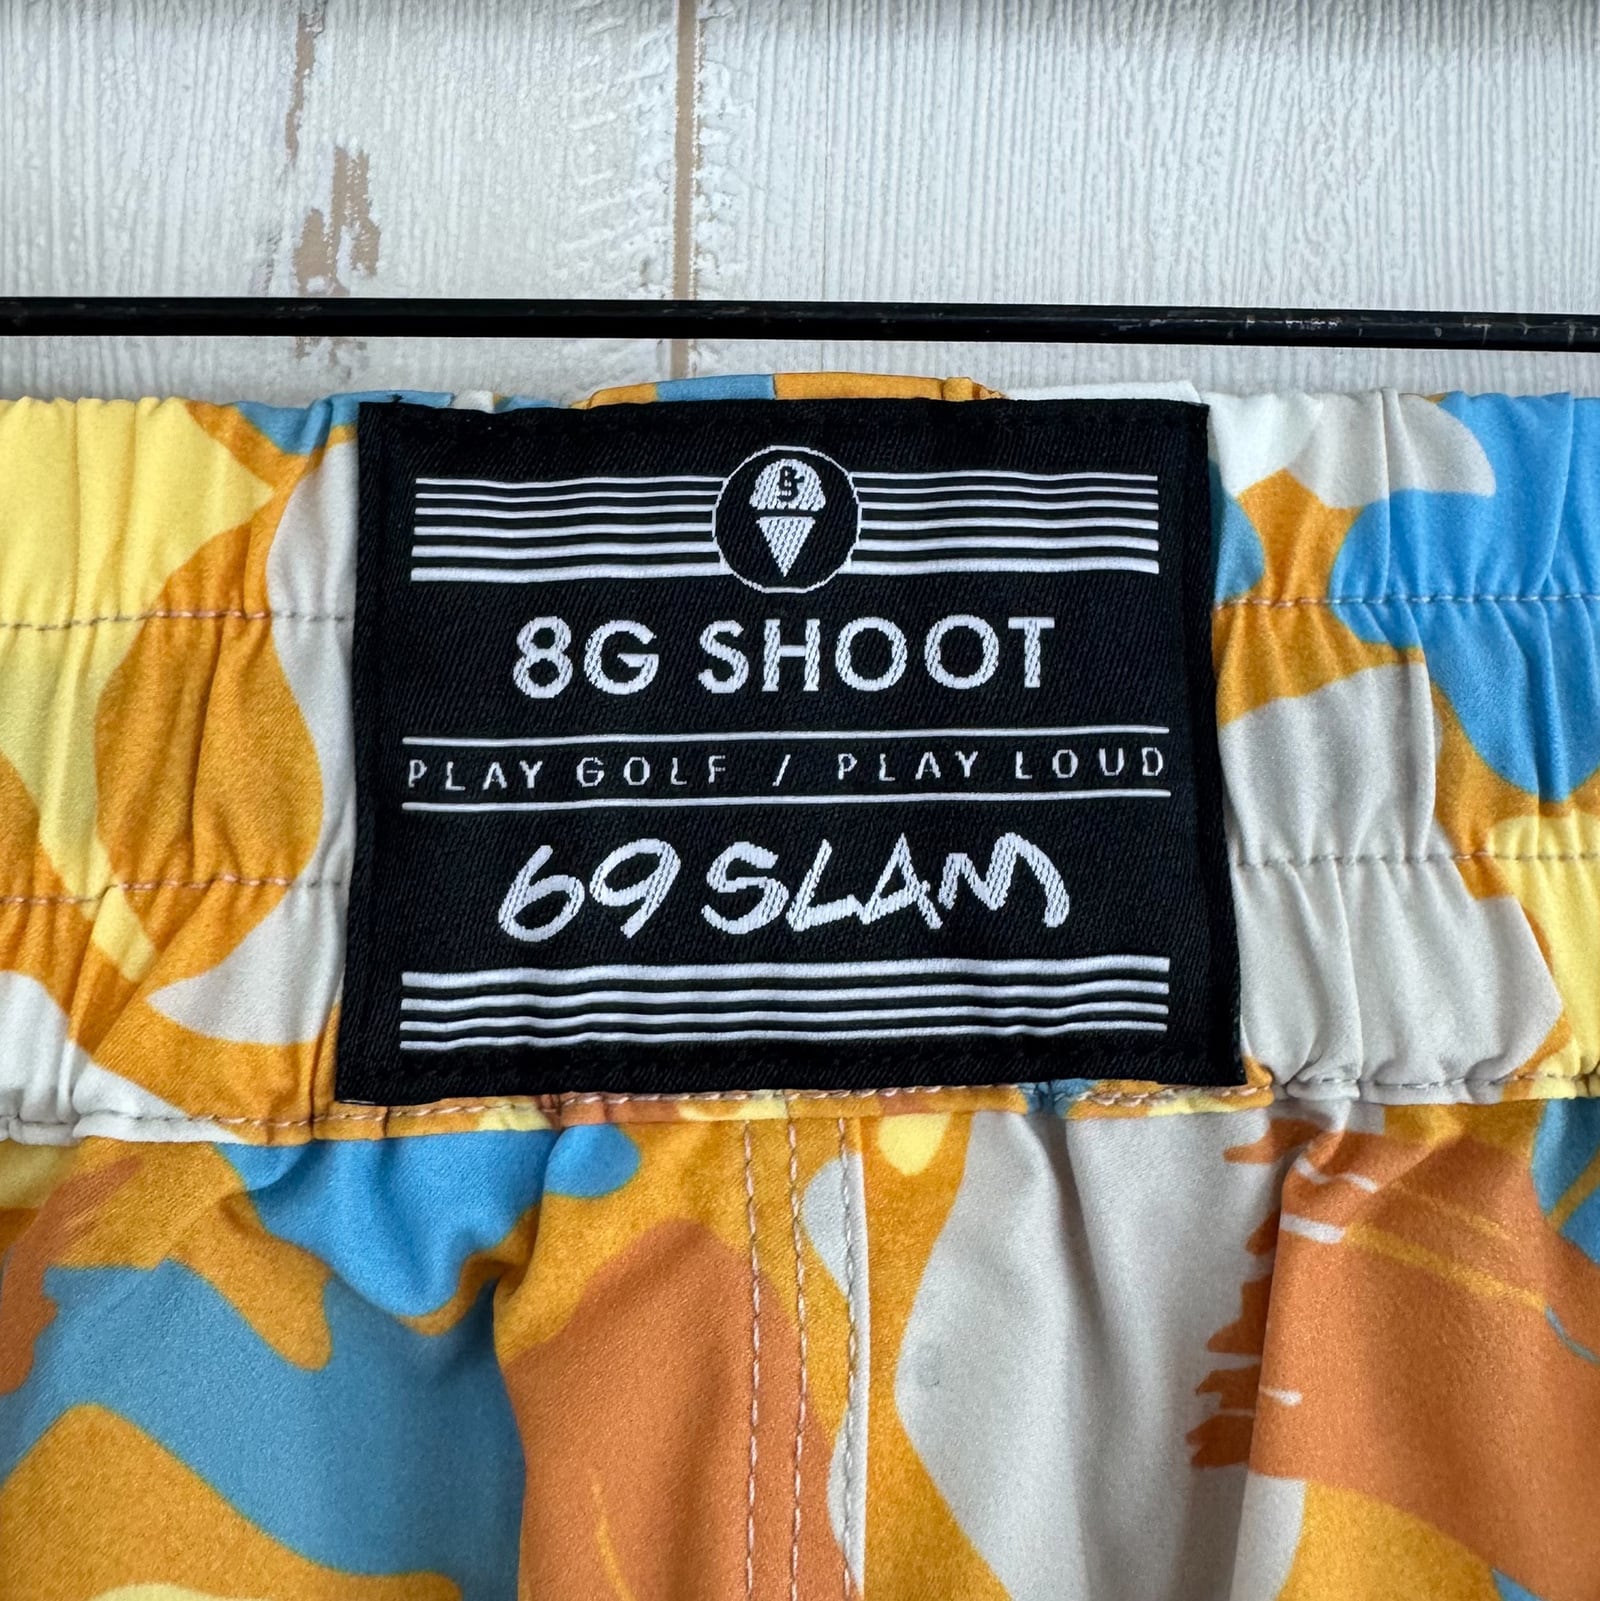 8G SHOOT
PLAY GOLF / PLAY LOUD
69 SLAM